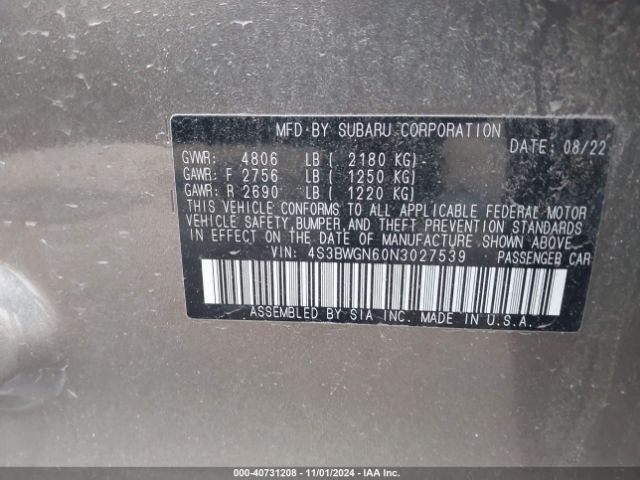 MFD·BY SUBARU CORPORATION
DATE: 08/22
GVWR: 4806 LB ( 2180 KG)
GAWR: F 2756 LB ( 1250 KG)
GAWR: R 2690 LB ( 1220 KG)
THIS VEHICLE CONFORMS TO ALL APPLICABLE FEDERAL MOTOR
VEHICLE SAFETY,BUMPER,AND THEFT PREVENTION STANDARDS
IN EFFECT ON THE DATE OF MANUFACTURE SHOWN ABOVE.
VIN: 4S3BWGN60N3027539 PASSENGER CAR
ASSEMBLED BY SIA INC. MADE IN U.S.A.
000-40731208 - 11/01/2024 - IAA Inc.